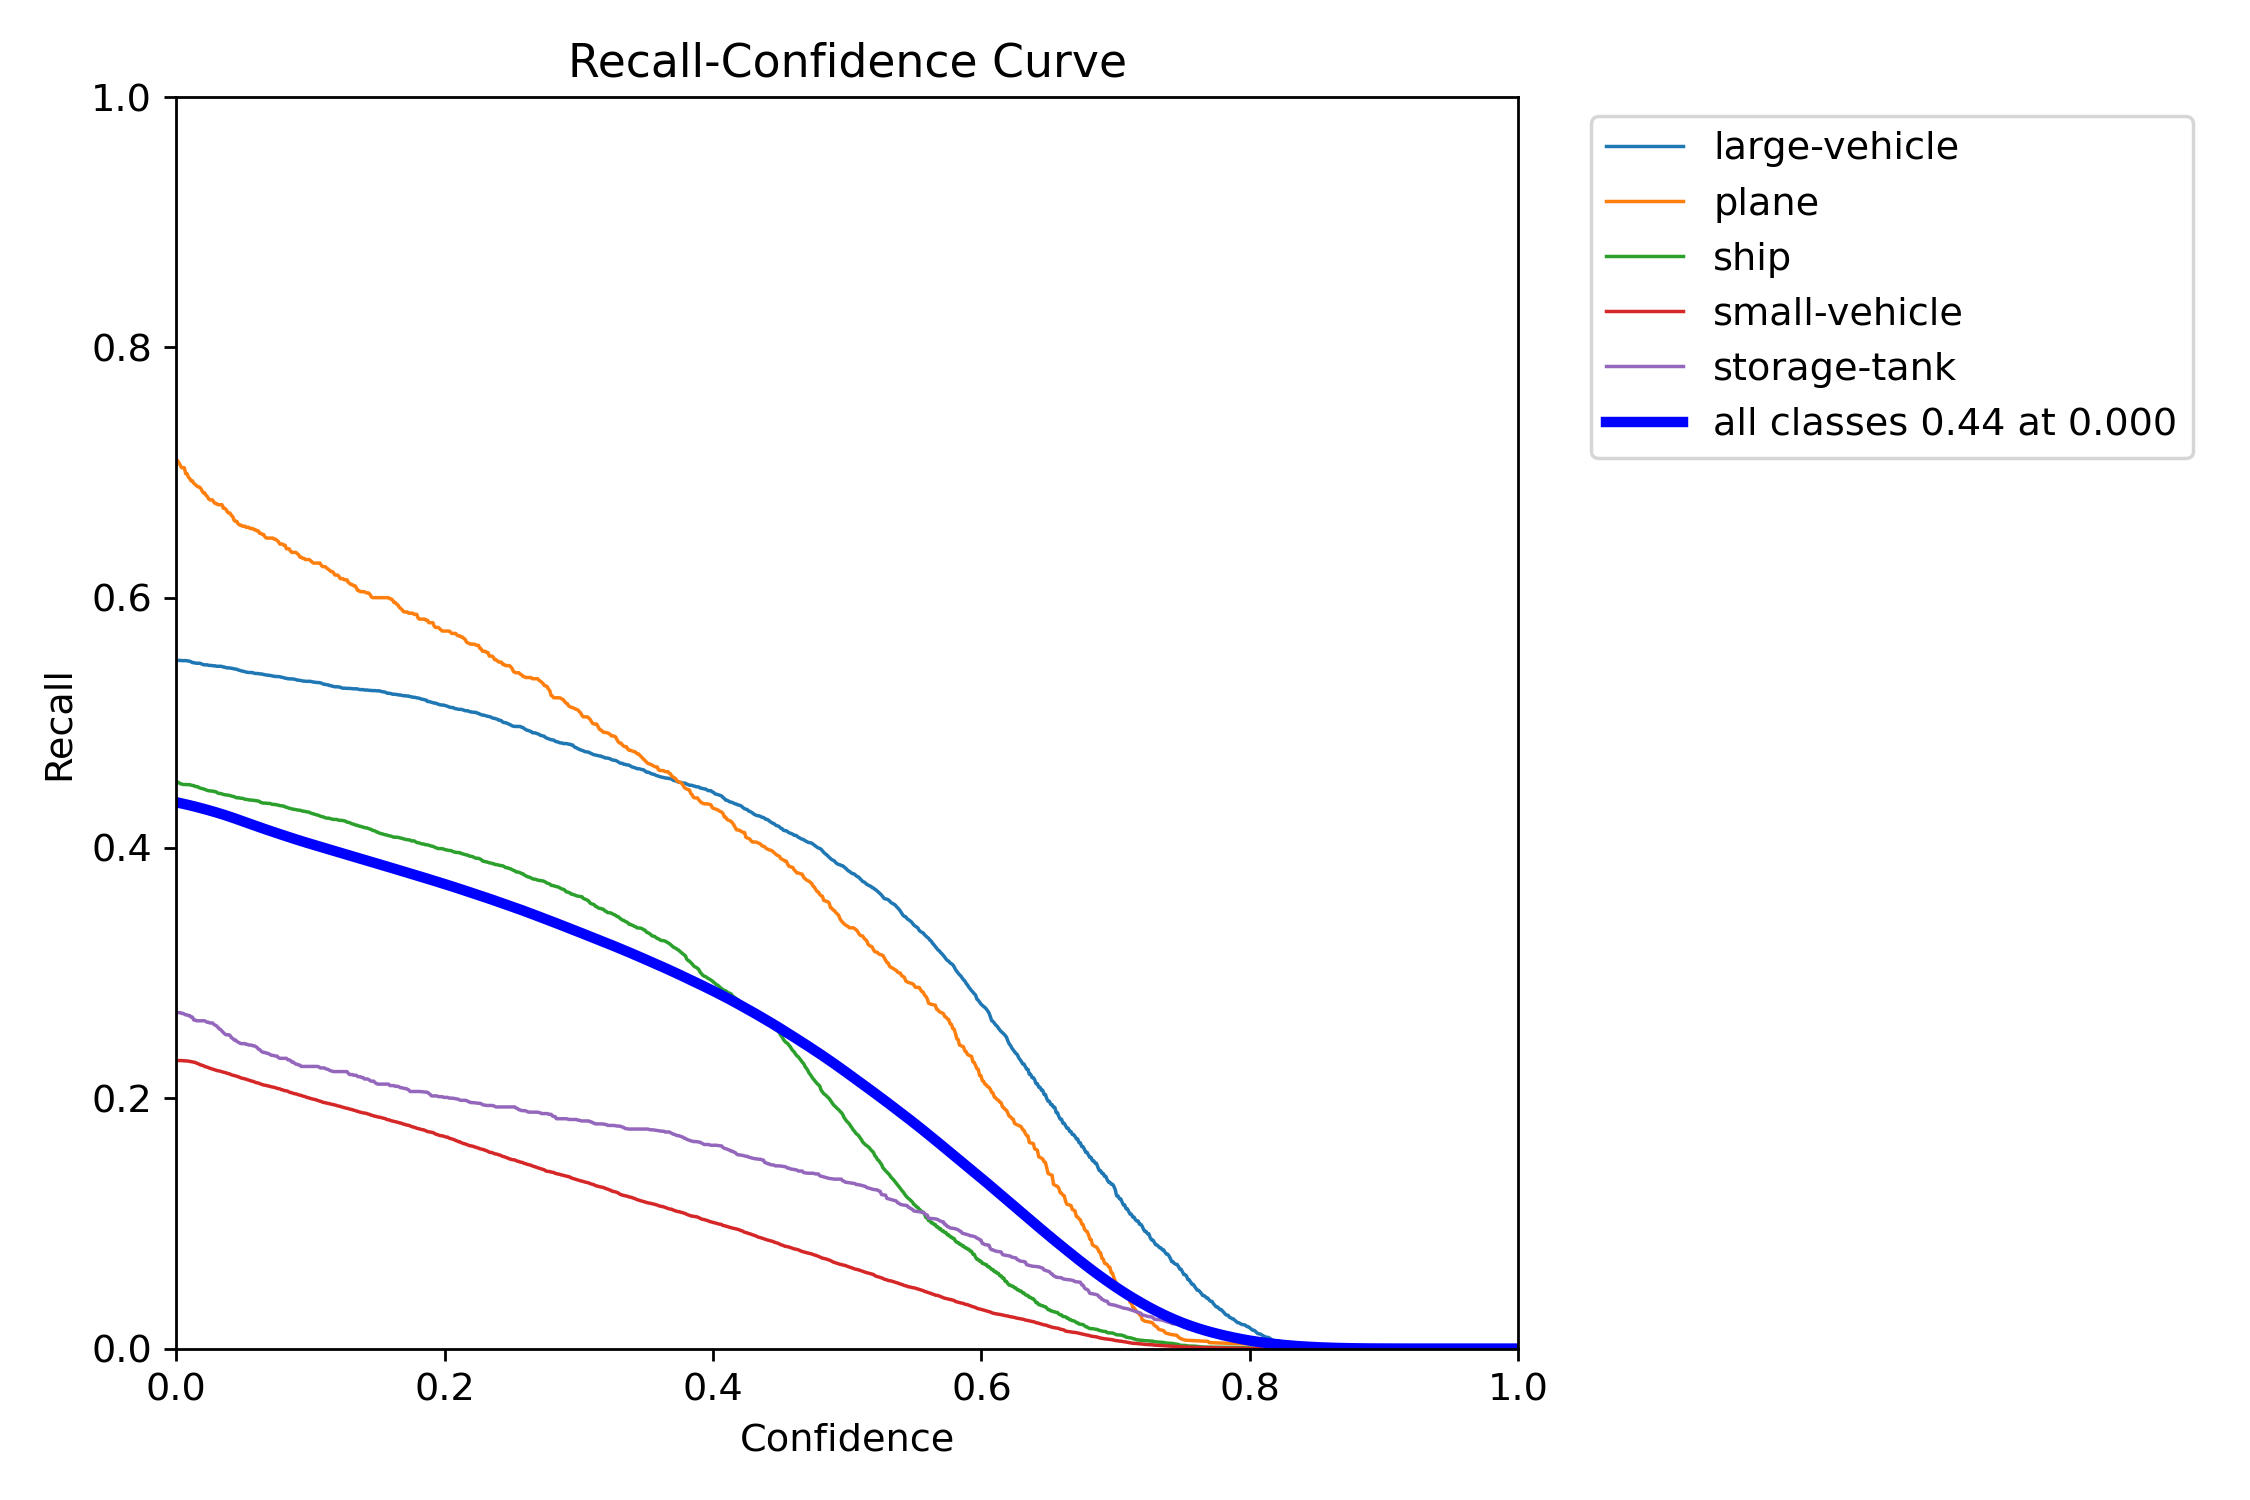 Recall-Confidence Curve
1.0
0.8
0.6
0.4
0.2
0.0
Recall
0.0 0.2 0.4 0.6 0.8 1.0
Confidence
large-vehicle
plane
ship
small-vehicle
storage-tank
all classes 0.44 at 0.000